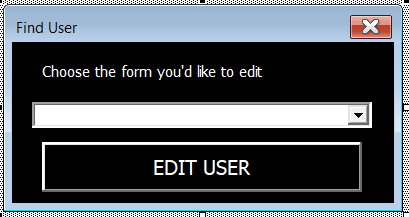 Find User
Choose the form you'd like to edit
EDIT USER